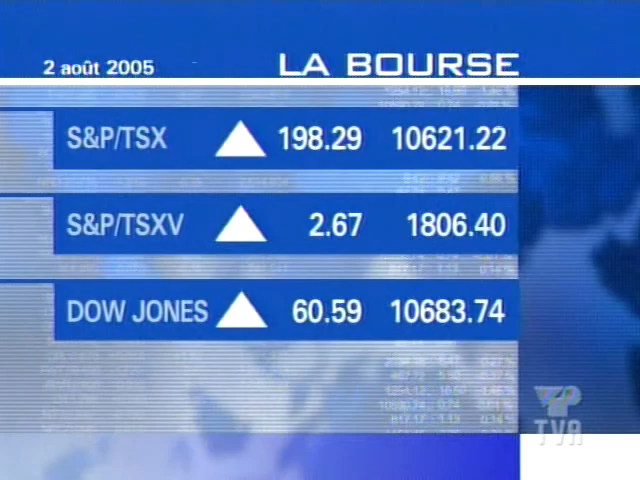 2 août 2005
LA BOURSE
S&P/TSX 198.29 10621.22
S&P/TSXV 2.67 1806.40
DOW JONES 60.59 10683.74
TVA